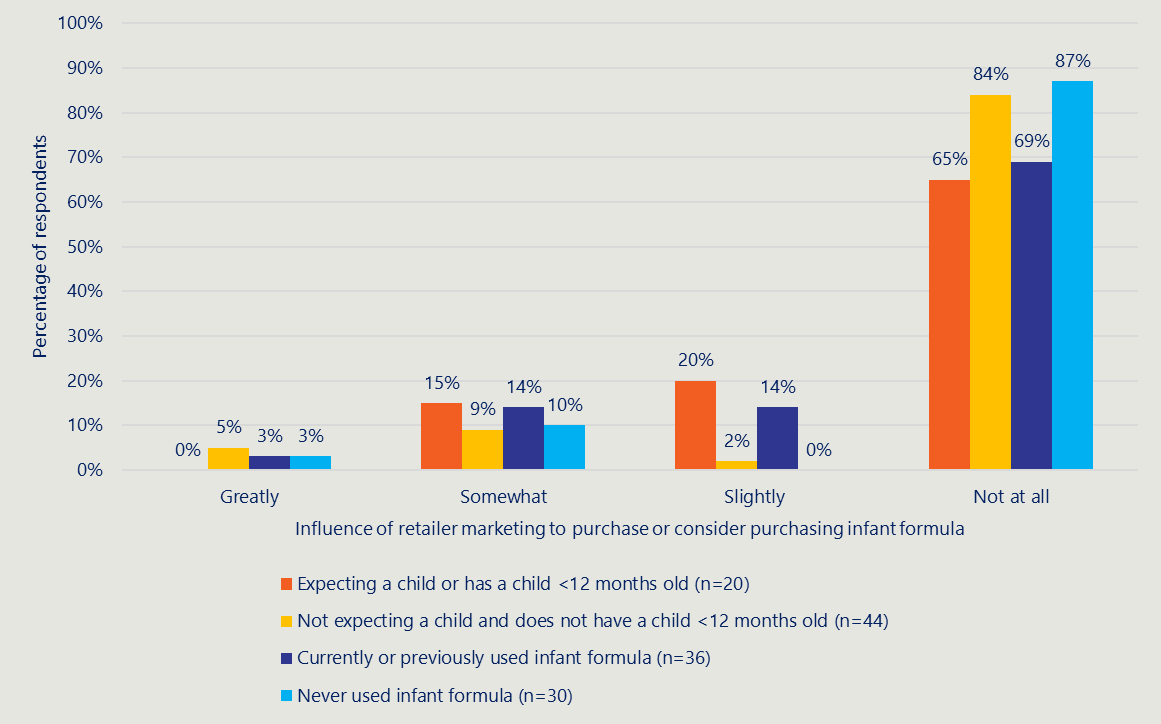 100%
90%
80%
70%
60%
50%
40%
30%
20%
10%
0%
Percentage of respondents
0%
5%
3%
3%
15%
9%
14%
10%
20%
2%
14%
0%
65%
84%
69%
87%
Greatly
Somewhat
Slightly
Not at all
Influence of retailer marketing to purchase or consider purchasing infant formula
Expecting a child or has a child <12 months old (n=20)
Not expecting a child and does not have a child <12 months old (n=44)
Currently or previously used infant formula (n=36)
Never used infant formula (n=30)